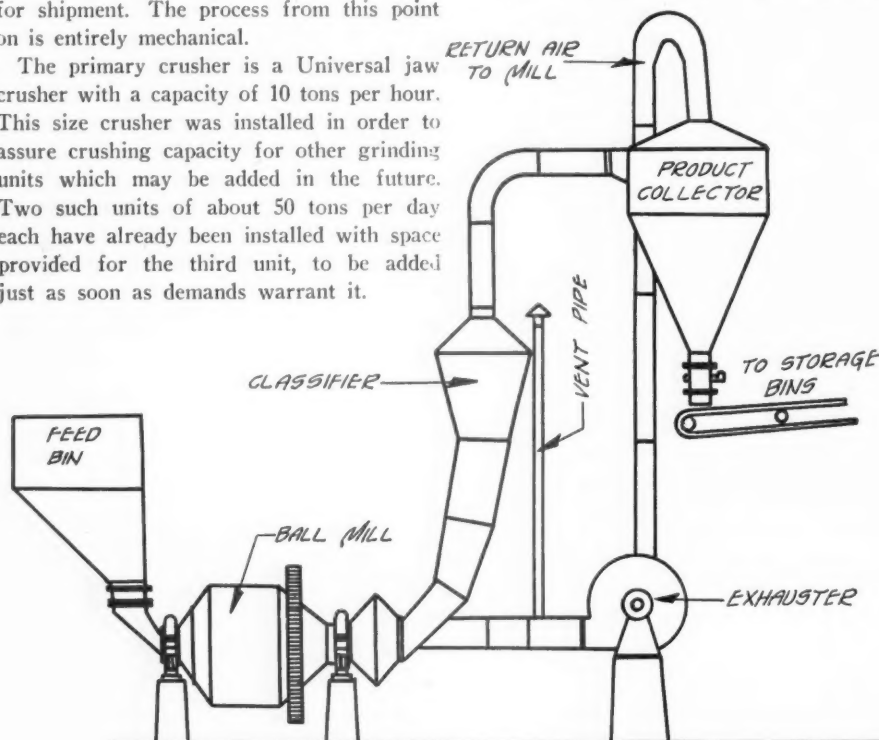 for shipment. The process from this point
on is entirely mechanical.
The primary crusher is a Universal jaw
crusher with a capacity of 10 tons per hour.
This size crusher was installed in order to
assure crushing capacity for other grinding
units which may be added in the future.
Two such units of about 50 tons per day
each have already been installed with space
provided for the third unit, to be added
just as soon as demands warrant it.
RETURN AIR
TO MILL
PRODUCT
COLLECTOR
VENT PIPE
TO STORAGE
BINS
CLASSIFIER
FEED
BIN
BALL MILL
EXHAUSTER